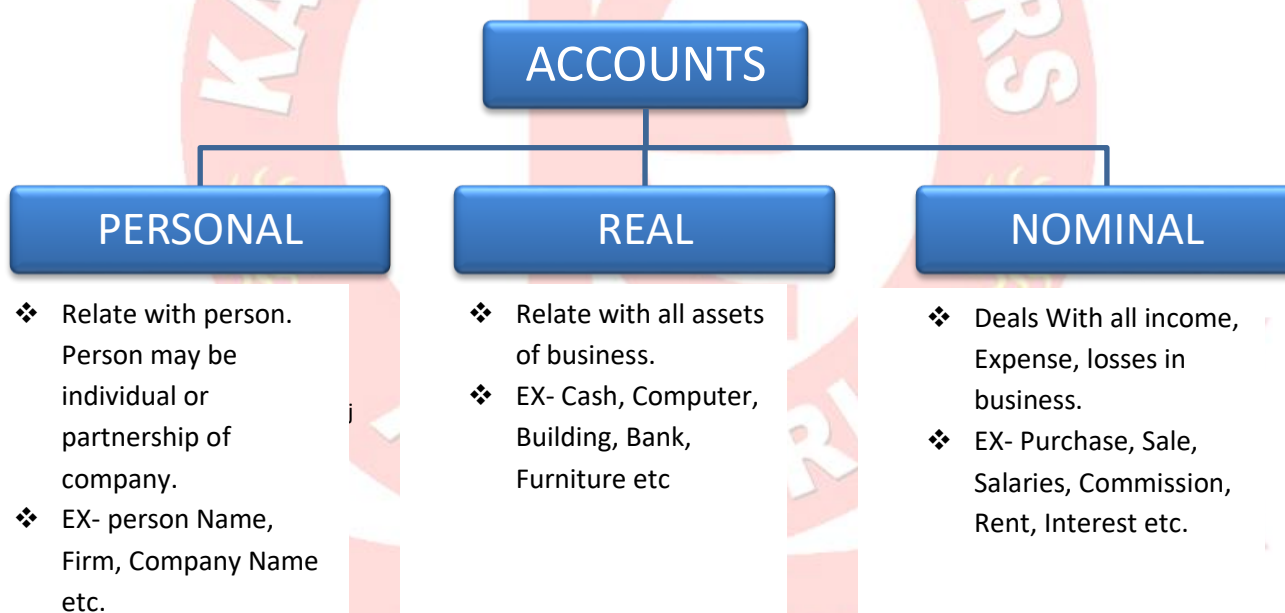 ACCOUNTS
PERSONAL
REAL
NOMINAL
❖ Relate with person.
Person may be
individual or
partnership of
company.
❖ EX- person Name,
Firm, Company Name
etc.
j
❖ Relate with all assets
of business.
❖ EX- Cash, Computer,
Building, Bank,
Furniture etc
❖ Deals With all income,
Expense, losses in
business.
❖ EX- Purchase, Sale,
Salaries, Commission,
Rent, Interest etc.
KA
RS